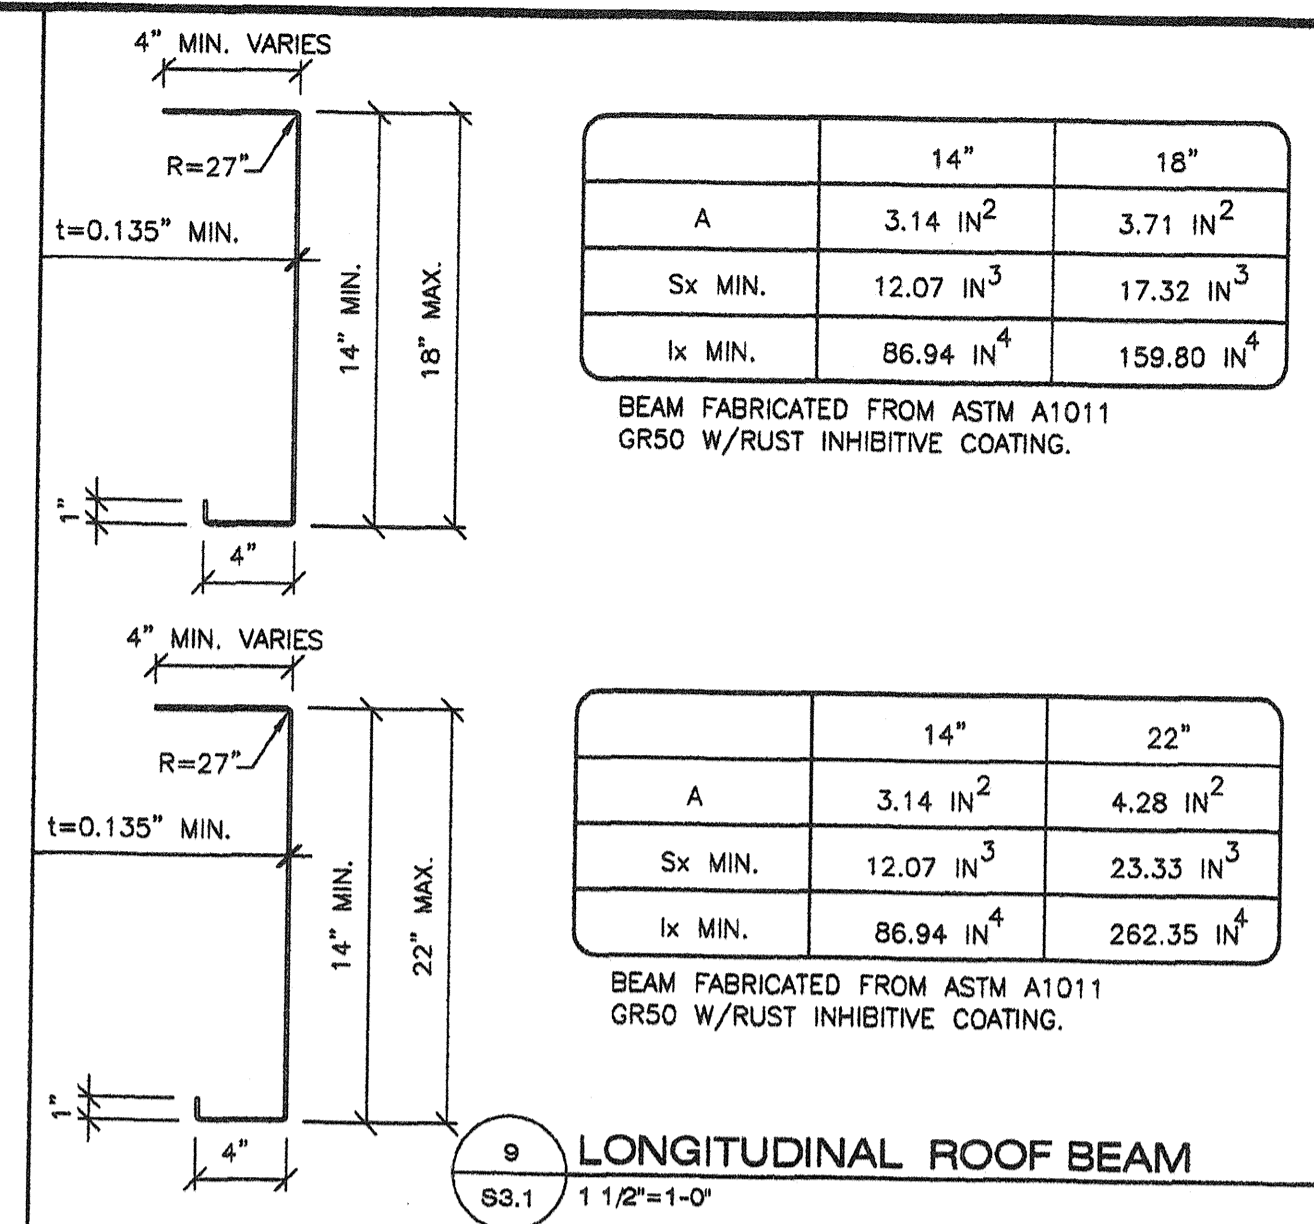 4" MIN. VARIES
R=27"
t=0.135" MIN.
14" MIN.
18" MAX.
1"
4"
14" 18"
A 3.14 IN² 3.71 IN²
Sx MIN. 12.07 IN³ 17.32 IN³
Ix MIN. 86.94 IN⁴ 159.80 IN⁴
BEAM FABRICATED FROM ASTM A1011
GR50 W/RUST INHIBITIVE COATING.
4" MIN. VARIES
R=27"
t=0.135" MIN.
14" MIN.
22" MAX.
1"
4"
14" 22"
A 3.14 IN² 4.28 IN²
Sx MIN. 12.07 IN³ 23.33 IN³
Ix MIN. 86.94 IN⁴ 262.35 IN⁴
BEAM FABRICATED FROM ASTM A1011
GR50 W/RUST INHIBITIVE COATING.
9 LONGITUDINAL ROOF BEAM
S3.1 1 1/2"=1-0"